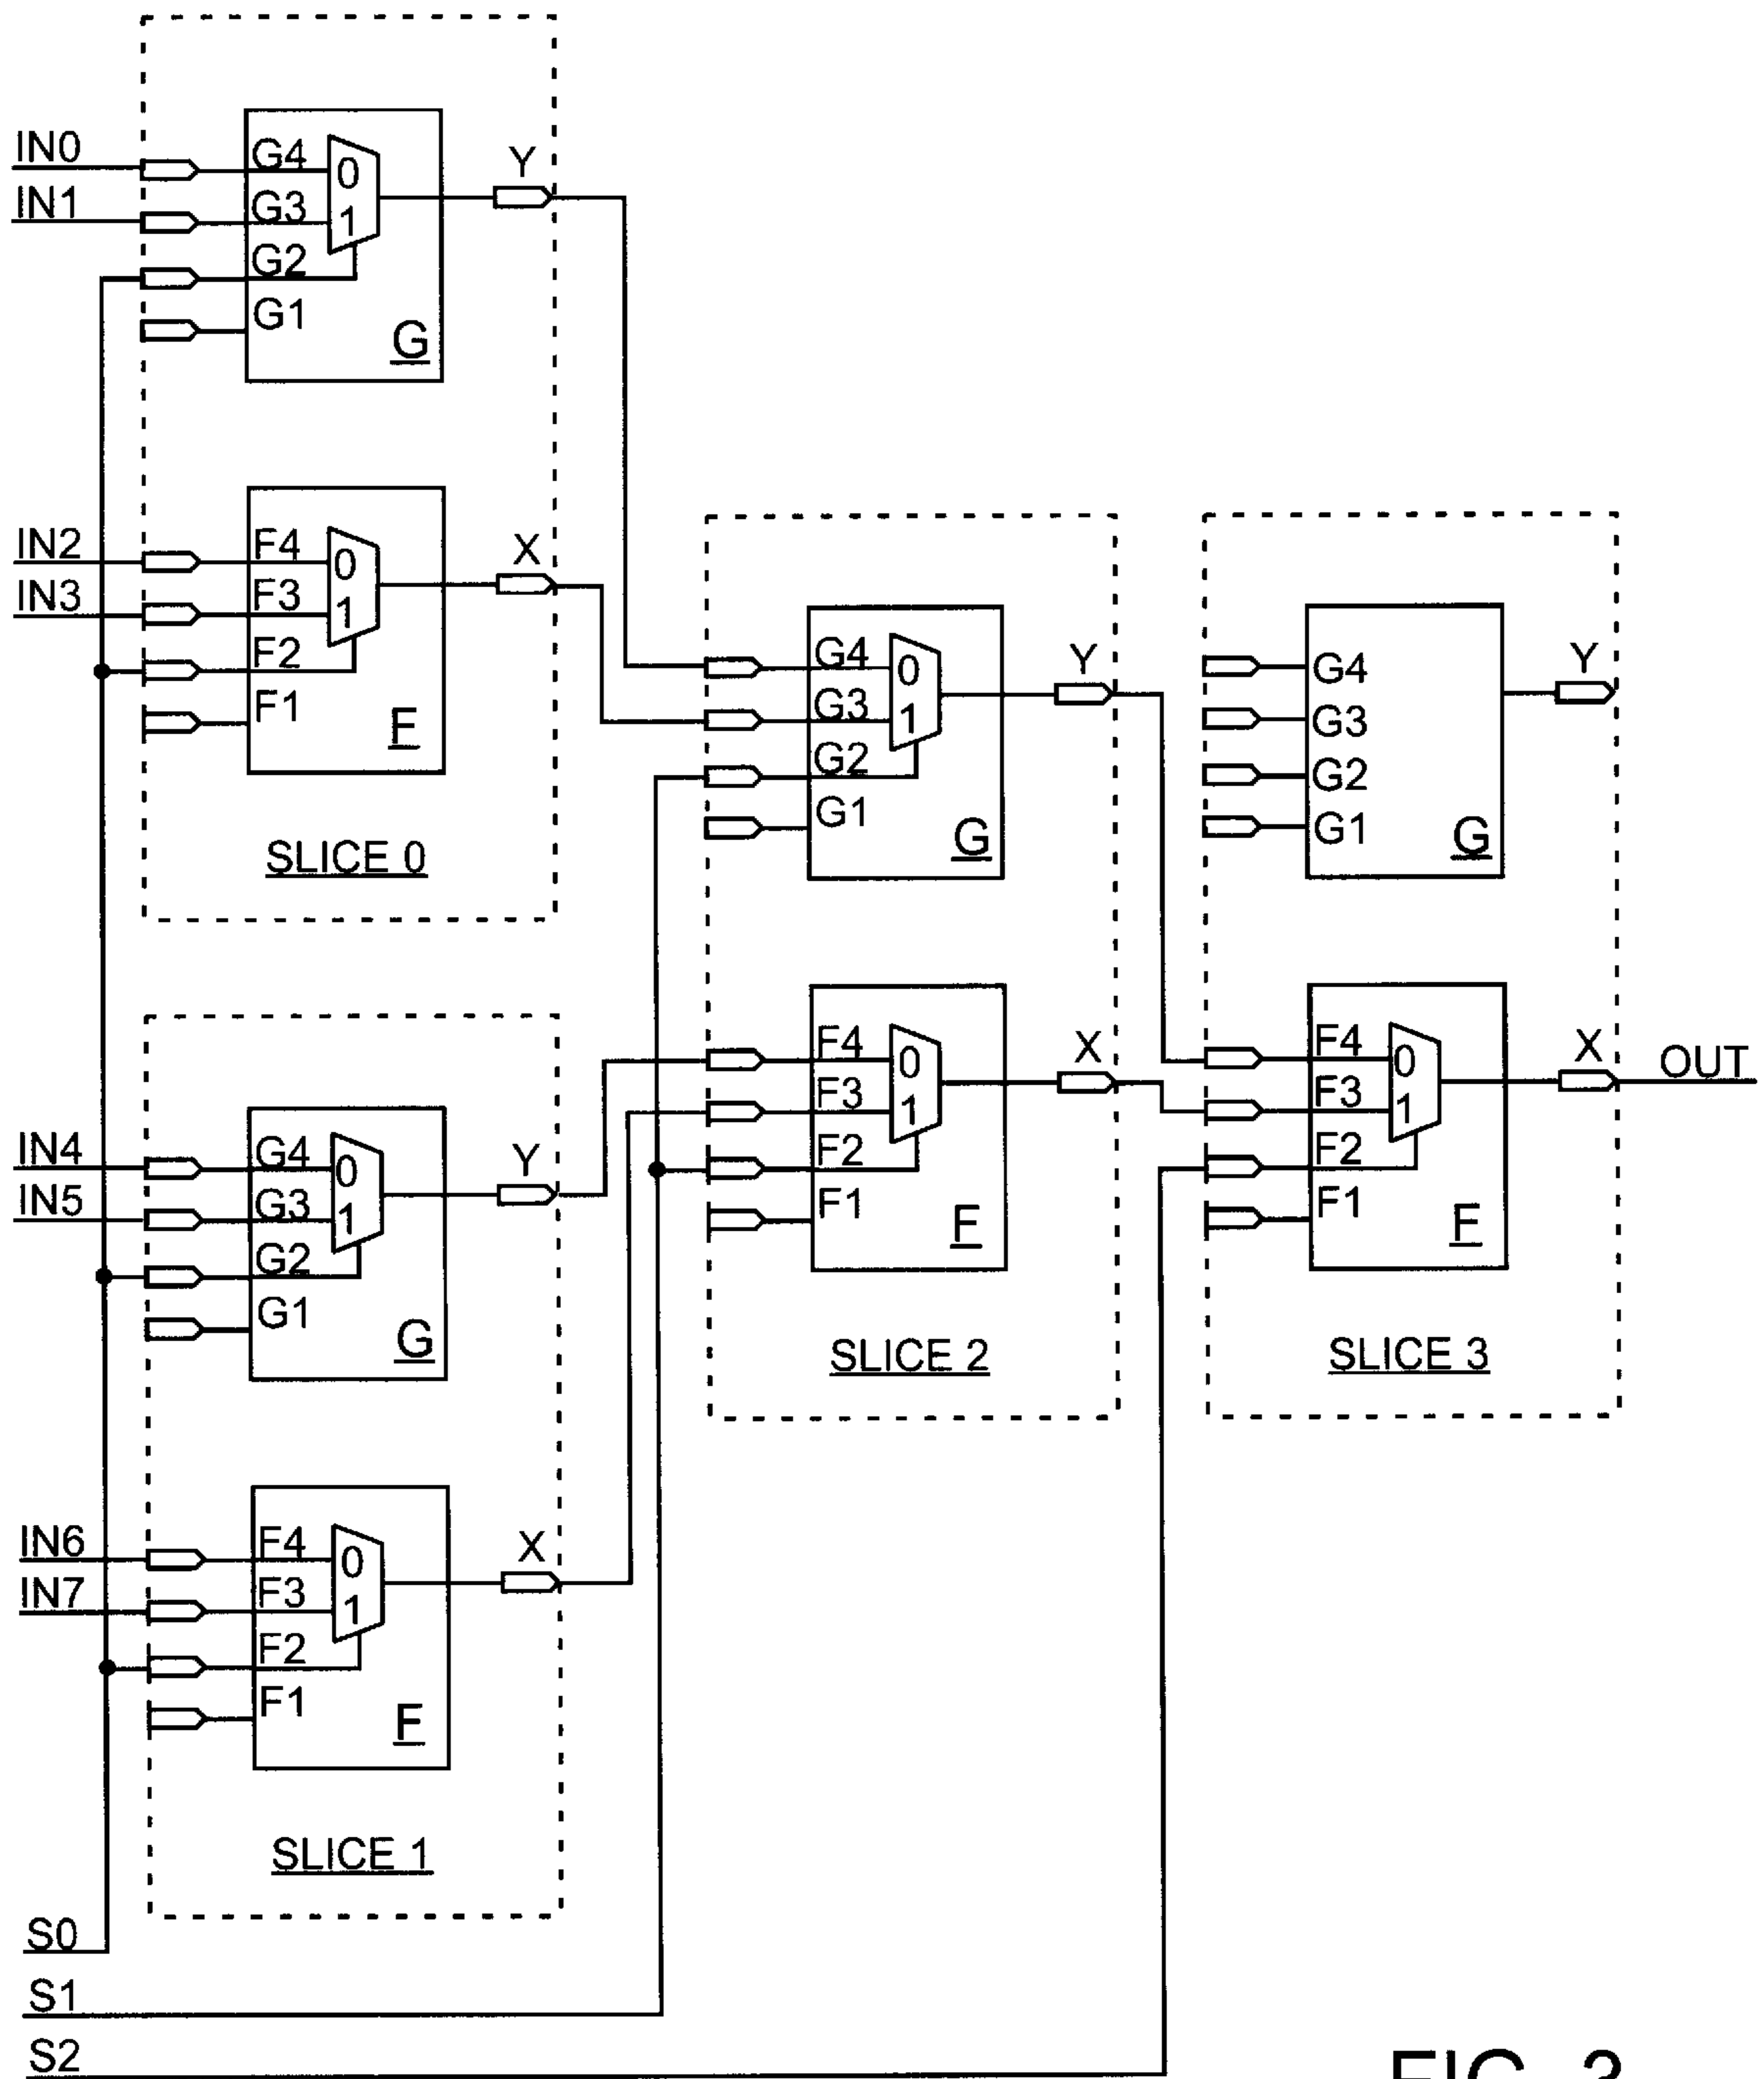 IN0
IN1
G4
G3
G2
G1
0
1
G
Y
IN2
IN3
F4
F3
F2
F1
0
1
F
X
SLICE 0
IN4
IN5
G4
G3
G2
G1
0
1
G
Y
IN6
IN7
F4
F3
F2
F1
0
1
F
X
SLICE 1
G4
G3
G2
G1
0
1
G
Y
F4
F3
F2
F1
0
1
F
X
SLICE 2
G4
G3
G2
G1
G
Y
F4
F3
F2
F1
0
1
F
X
OUT
SLICE 3
S0
S1
S2
FIG. 3